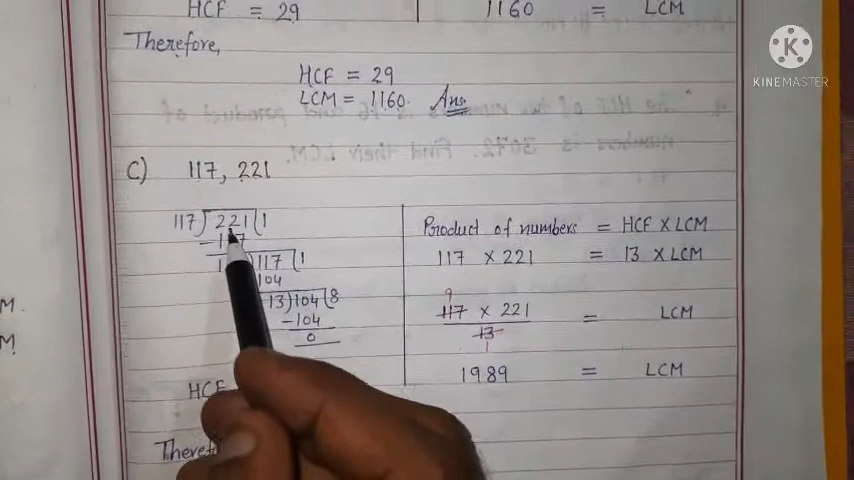 HCF = 29
1160 = LCM
Therefore,
HCF = 29
LCM = 1160 Ans
KINEMASTER
C) 117, 221
117) 221 ( 1
117 ( 1
104
13) 104 ( 8
-104
0
Product of numbers = HCF X LCM
117 X 221 = 13 X LCM
9
117 x 221 = LCM
13
1
1989 = LCM
HCF
M
M